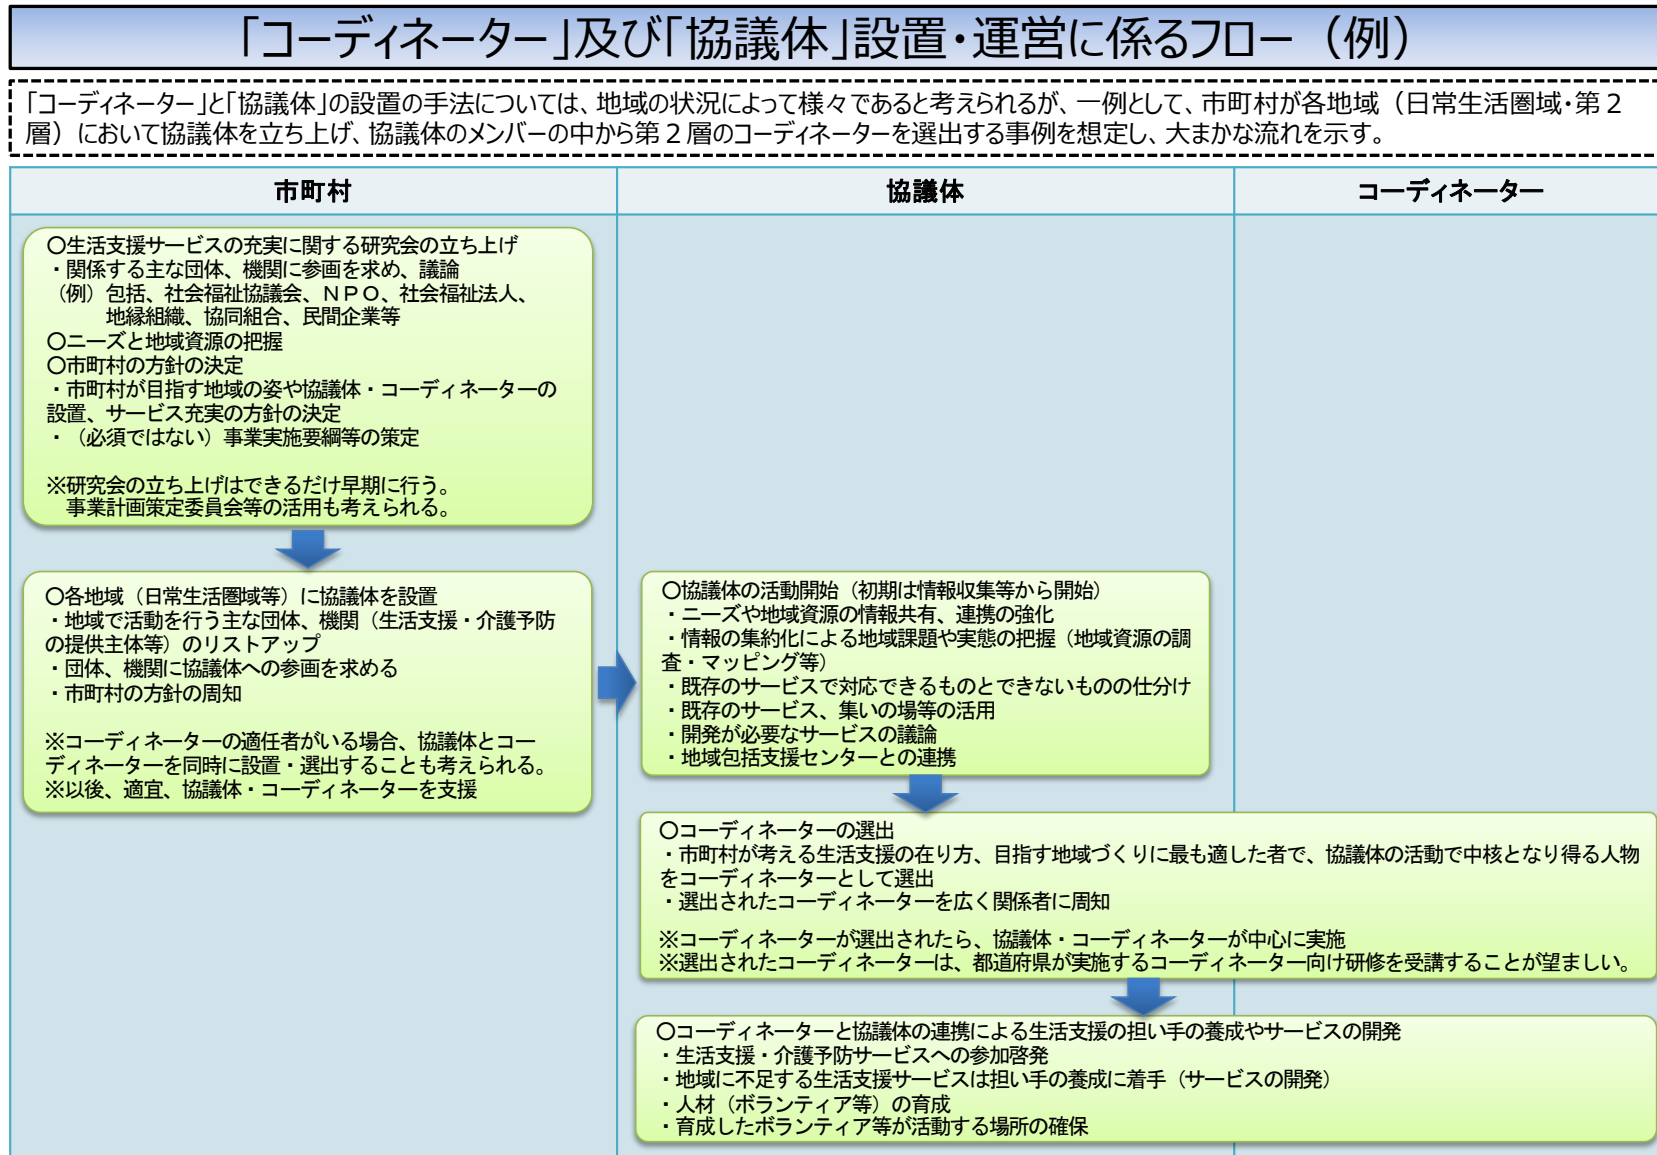 「コーディネーター」及び「協議体」設置・運営に係るフロー（例）
「コーディネーター」と「協議体」の設置の手法については、地域の状況によって様々であると考えられるが、一例として、市町村が各地域（日常生活圏域・第２
層）において協議体を立ち上げ、協議体のメンバーの中から第２層のコーディネーターを選出する事例を想定し、大まかな流れを示す。
市町村
協議体
コーディネーター
〇生活支援サービスの充実に関する研究会の立ち上げ
・関係する主な団体、機関に参画を求め、議論
（例）包括、社会福祉協議会、ＮＰＯ、社会福祉法人、
地縁組織、協同組合、民間企業等
〇ニーズと地域資源の把握
〇市町村の方針の決定
・市町村が目指す地域の姿や協議体・コーディネーターの
設置、サービス充実の方針の決定
・（必須ではない）事業実施要綱等の策定
※研究会の立ち上げはできるだけ早期に行う。
事業計画策定委員会等の活用も考えられる。
〇各地域（日常生活圏域等）に協議体を設置
・地域で活動を行う主な団体、機関（生活支援・介護予防
の提供主体等）のリストアップ
・団体、機関に協議体への参画を求める
・市町村の方針の周知
※コーディネーターの適任者がいる場合、協議体とコー
ディネーターを同時に設置・選出することも考えられる。
※以後、適宜、協議体・コーディネーターを支援
〇協議体の活動開始（初期は情報収集等から開始）
・ニーズや地域資源の情報共有、連携の強化
・情報の集約化による地域課題や実態の把握（地域資源の調
査・マッピング等）
・既存のサービスで対応できるものとできないものの仕分け
・既存のサービス、集いの場等の活用
・開発が必要なサービスの議論
・地域包括支援センターとの連携
〇コーディネーターの選出
・市町村が考える生活支援の在り方、目指す地域づくりに最も適した者で、協議体の活動で中核となり得る人物
をコーディネーターとして選出
・選出されたコーディネーターを広く関係者に周知
※コーディネーターが選出されたら、協議体・コーディネーターが中心に実施
※選出されたコーディネーターは、都道府県が実施するコーディネーター向け研修を受講することが望ましい。
〇コーディネーターと協議体の連携による生活支援の担い手の養成やサービスの開発
・生活支援・介護予防サービスへの参加啓発
・地域に不足する生活支援サービスは担い手の養成に着手（サービスの開発）
・人材（ボランティア等）の育成
・育成したボランティア等が活動する場所の確保